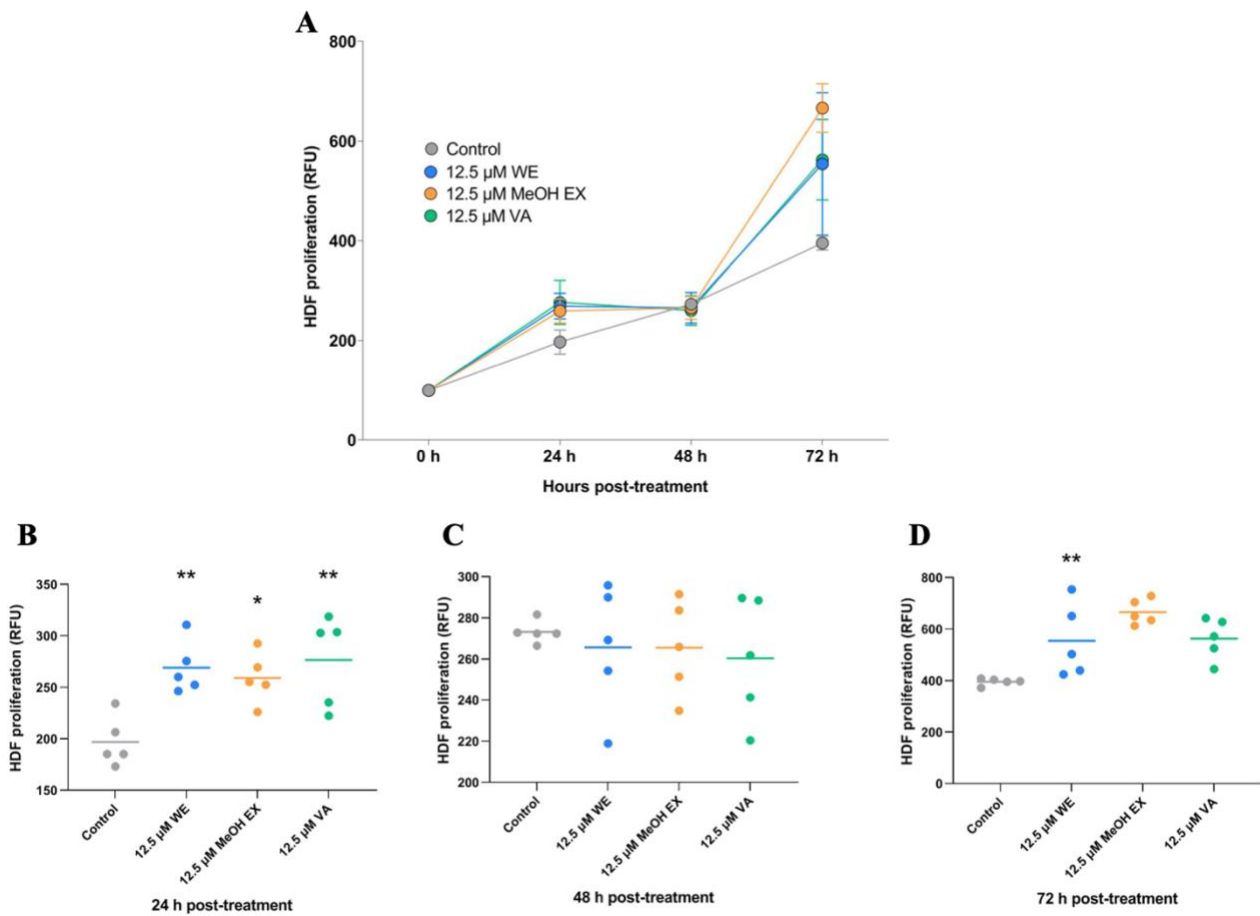 A
800
600
400
200
0
HDF proliferation (RFU)
Control
12.5 µM WE
12.5 µM MeOH EX
12.5 µM VA
0 h 24 h 48 h 72 h
Hours post-treatment
B
**
*
**
350
300
250
200
150
HDF proliferation (RFU)
Control
12.5 µM WE
12.5 µM MeOH EX
12.5 µM VA
24 h post-treatment
C
300
280
260
240
220
200
HDF proliferation (RFU)
Control
12.5 µM WE
12.5 µM MeOH EX
12.5 µM VA
48 h post-treatment
D
**
800
600
400
200
0
HDF proliferation (RFU)
Control
12.5 µM WE
12.5 µM MeOH EX
12.5 µM VA
72 h post-treatment